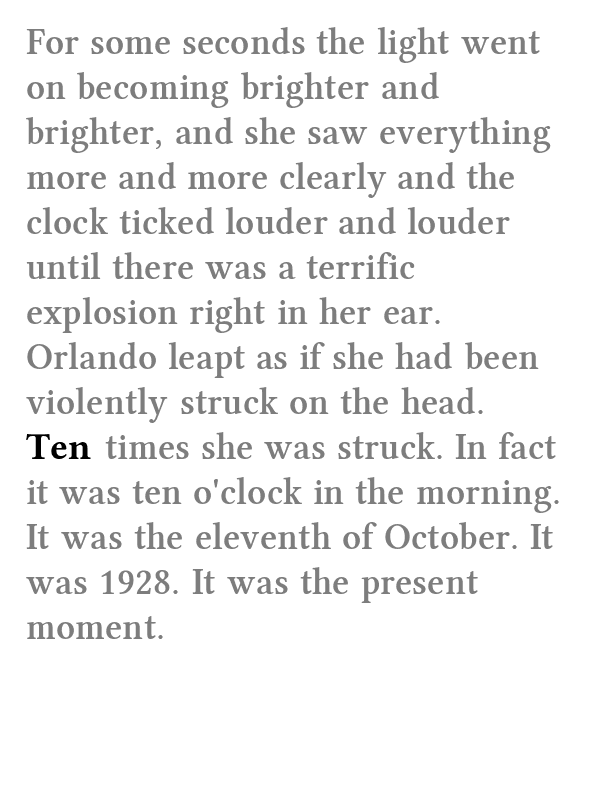 For some seconds the light went
on becoming brighter and
brighter, and she saw everything
more and more clearly and the
clock ticked louder and louder
until there was a terrific
explosion right in her ear.
Orlando leapt as if she had been
violently struck on the head.
Ten times she was struck. In fact
it was ten o'clock in the morning.
It was the eleventh of October. It
was 1928. It was the present
moment.